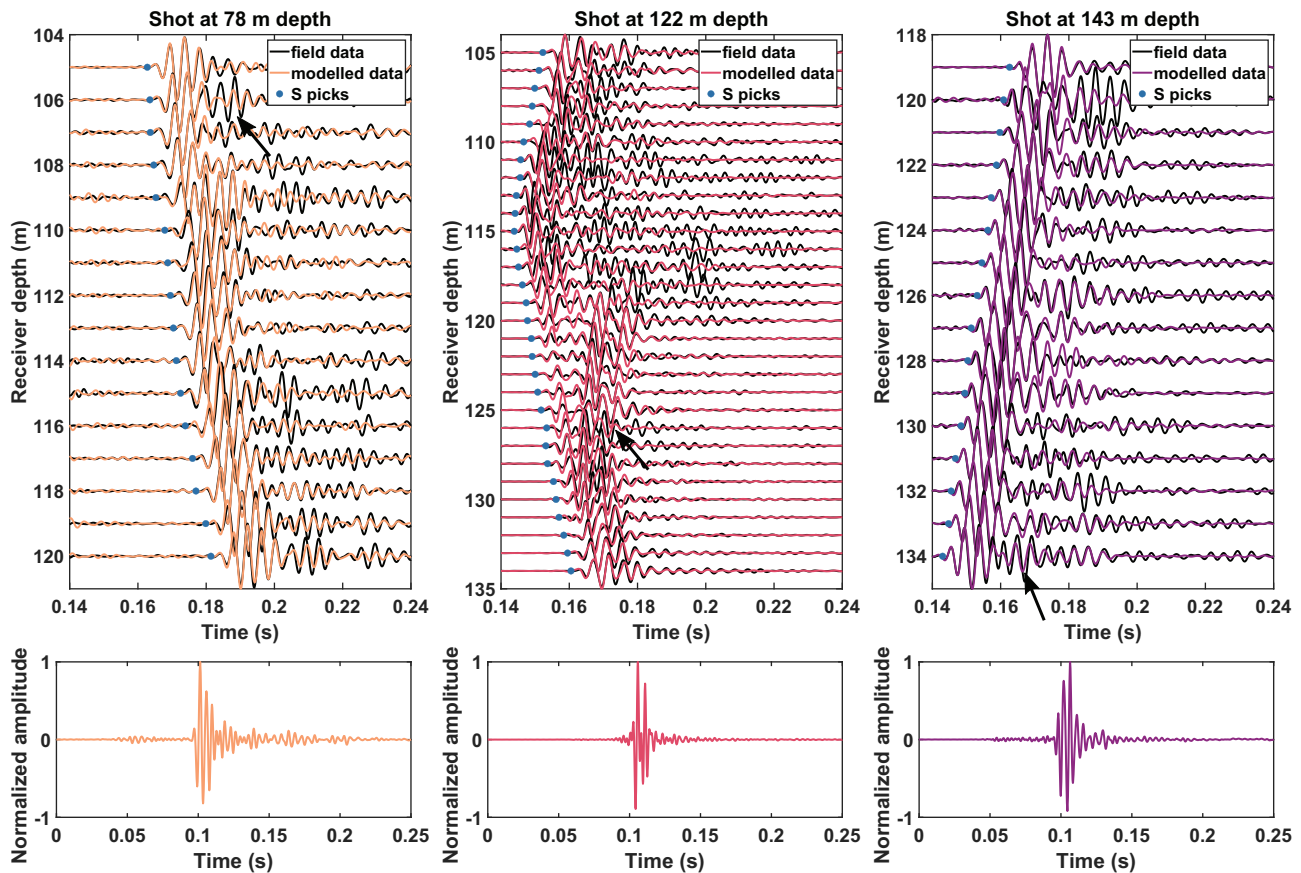 Shot at 78 m depth
104
106
108
110
112
114
116
118
120
Receiver depth (m)
field data
modelled data
S picks
0.14
0.16
0.18
0.2
0.22
0.24
Time (s)
Shot at 122 m depth
105
110
115
120
125
130
135
Receiver depth (m)
field data
modelled data
S picks
0.14
0.16
0.18
0.2
0.22
0.24
Time (s)
Shot at 143 m depth
118
120
122
124
126
128
130
132
134
Receiver depth (m)
field data
modelled data
S picks
0.14
0.16
0.18
0.2
0.22
0.24
Time (s)
Normalized amplitude
1
0
-1
0
0.05
0.1
0.15
0.2
0.25
Time (s)
Normalized amplitude
1
0
-1
0
0.05
0.1
0.15
0.2
0.25
Time (s)
Normalized amplitude
1
0
-1
0
0.05
0.1
0.15
0.2
0.25
Time (s)